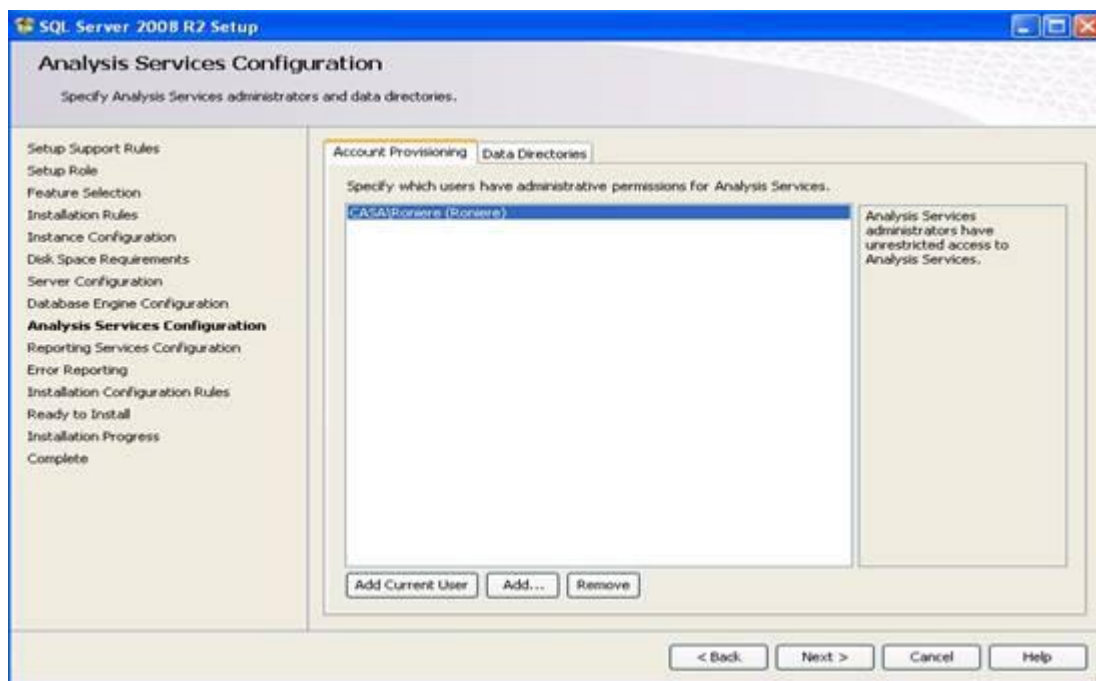 SQL Server 2008 R2 Setup
Analysis Services Configuration
Specify Analysis Services administrators and data directories.
Setup Support Rules
Setup Role
Feature Selection
Installation Rules
Instance Configuration
Disk Space Requirements
Server Configuration
Database Engine Configuration
Analysis Services Configuration
Reporting Services Configuration
Error Reporting
Installation Configuration Rules
Ready to Install
Installation Progress
Complete
Account Provisioning
Data Directories
Specify which users have administrative permissions for Analysis Services.
CASA\Roniere (Roniere)
Analysis Services
administrators have
unrestricted access to
Analysis Services.
Add Current User
Add...
Remove
< Back
Next >
Cancel
Help